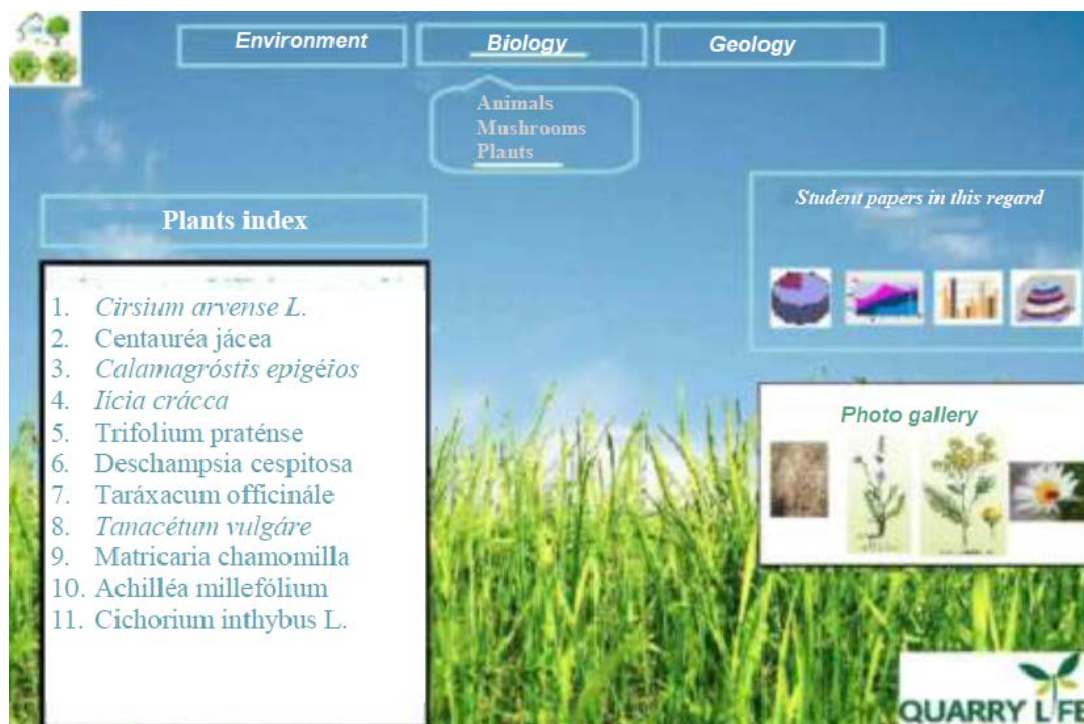 Environment
Biology
Geology
Animals
Mushrooms
Plants
Student papers in this regard
Plants index
1. Cirsium arvense L.
2. Centauréa jácea
3. Calamagróstis epigéios
4. Iícia crácca
5. Trifolium praténse
6. Deschampsia cespitosa
7. Taráxacum officinále
8. Tanacétum vulgáre
9. Matricaria chamomilla
10. Achilléa millefólium
11. Cichorium inthybus L.
Photo gallery
QUARRY LIFE